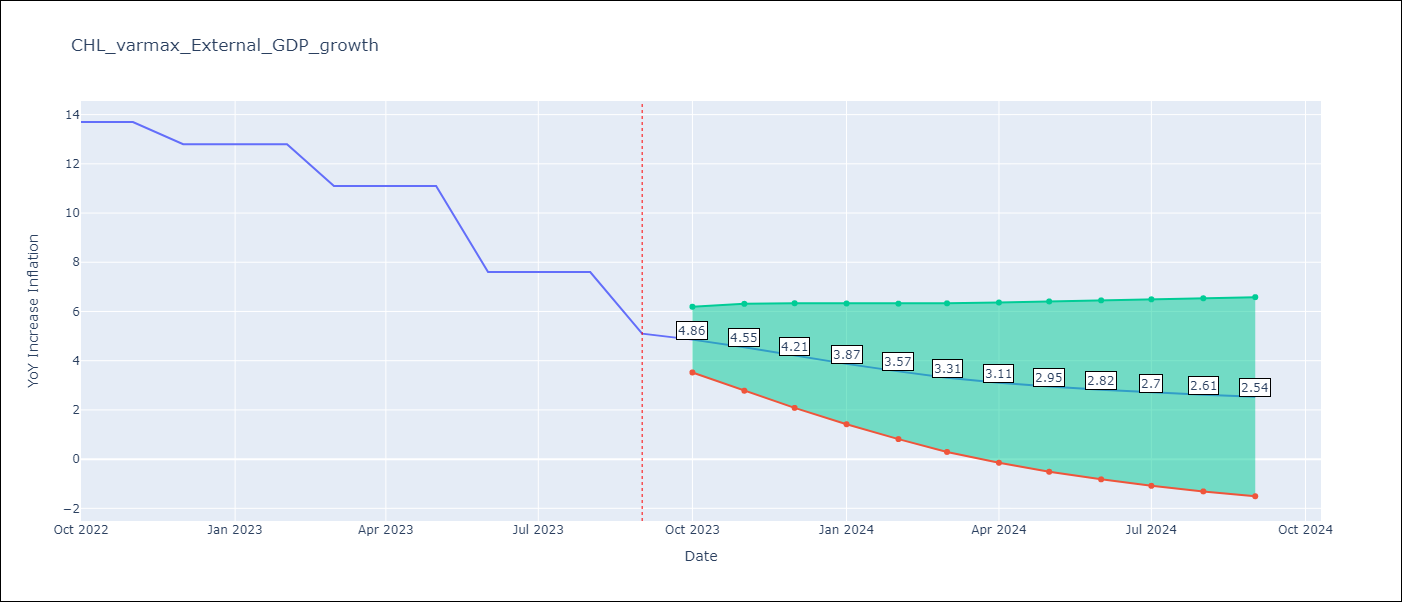 CHL_varmax_External_GDP_growth
14
12
10
8
6
4
2
0
−2
YoY Increase Inflation
4.86
4.55
4.21
3.87
3.57
3.31
3.11
2.95
2.82
2.7
2.61
2.54
Oct 2022
Jan 2023
Apr 2023
Jul 2023
Oct 2023
Jan 2024
Apr 2024
Jul 2024
Oct 2024
Date